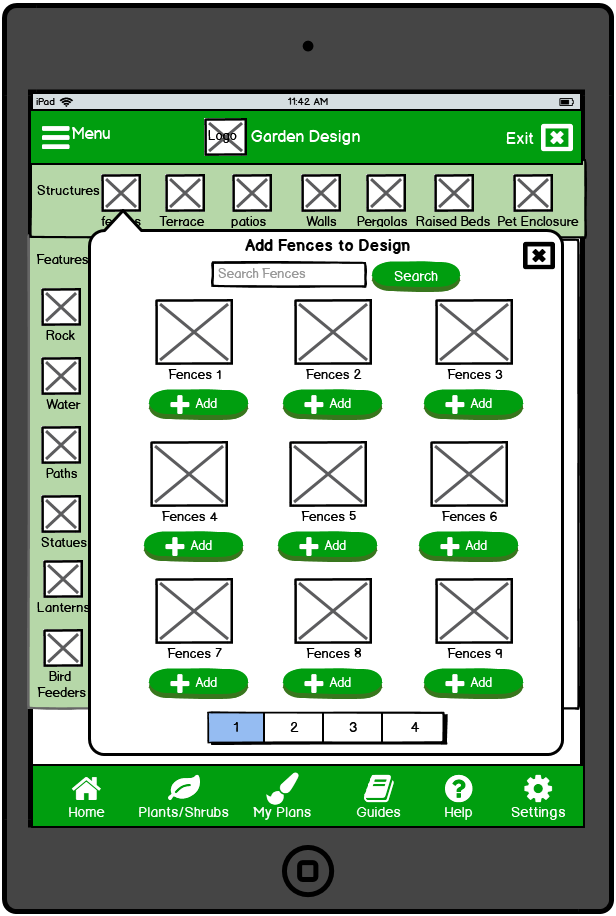 iPad 11:42 AM
Menu Logo Garden Design Exit
Structures fences Terrace patios Walls Pergolas Raised Beds Pet Enclosure
Add Fences to Design
Features
Search Fences Search
Rock
Fences 1 Fences 2 Fences 3
Add Add Add
Water
Paths
Fences 4 Fences 5 Fences 6
Statues
Add Add Add
Lanterns
Fences 7 Fences 8 Fences 9
Bird
Feeders
Add Add Add
1 2 3 4
Home Plants/Shrubs My Plans Guides Help Settings